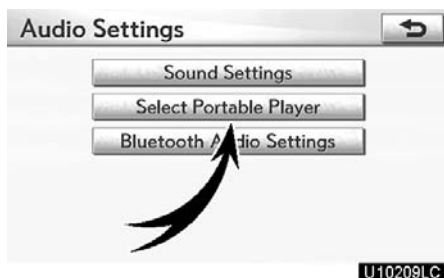 Audio Settings
Sound Settings
Select Portable Player
Bluetooth Audio Settings
U10209LC